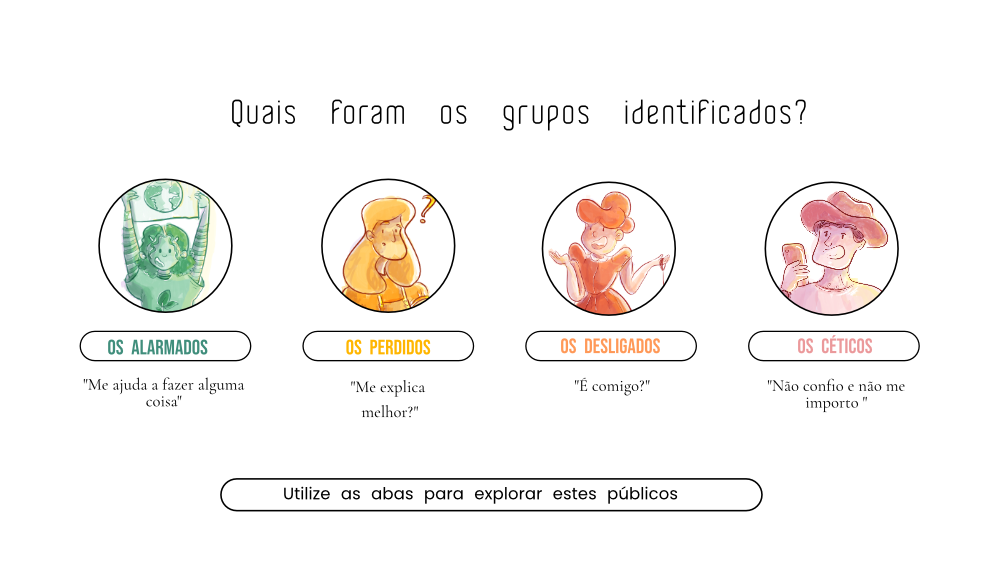 Quais foram os grupos identificados?
?
OS ALARMADOS
OS PERDIDOS
OS DESLIGADOS
OS CÉTICOS
"Me ajuda a fazer alguma
coisa"
"Me explica
melhor?"
"É comigo?"
"Não confio e não me
importo "
Utilize as abas para explorar estes públicos